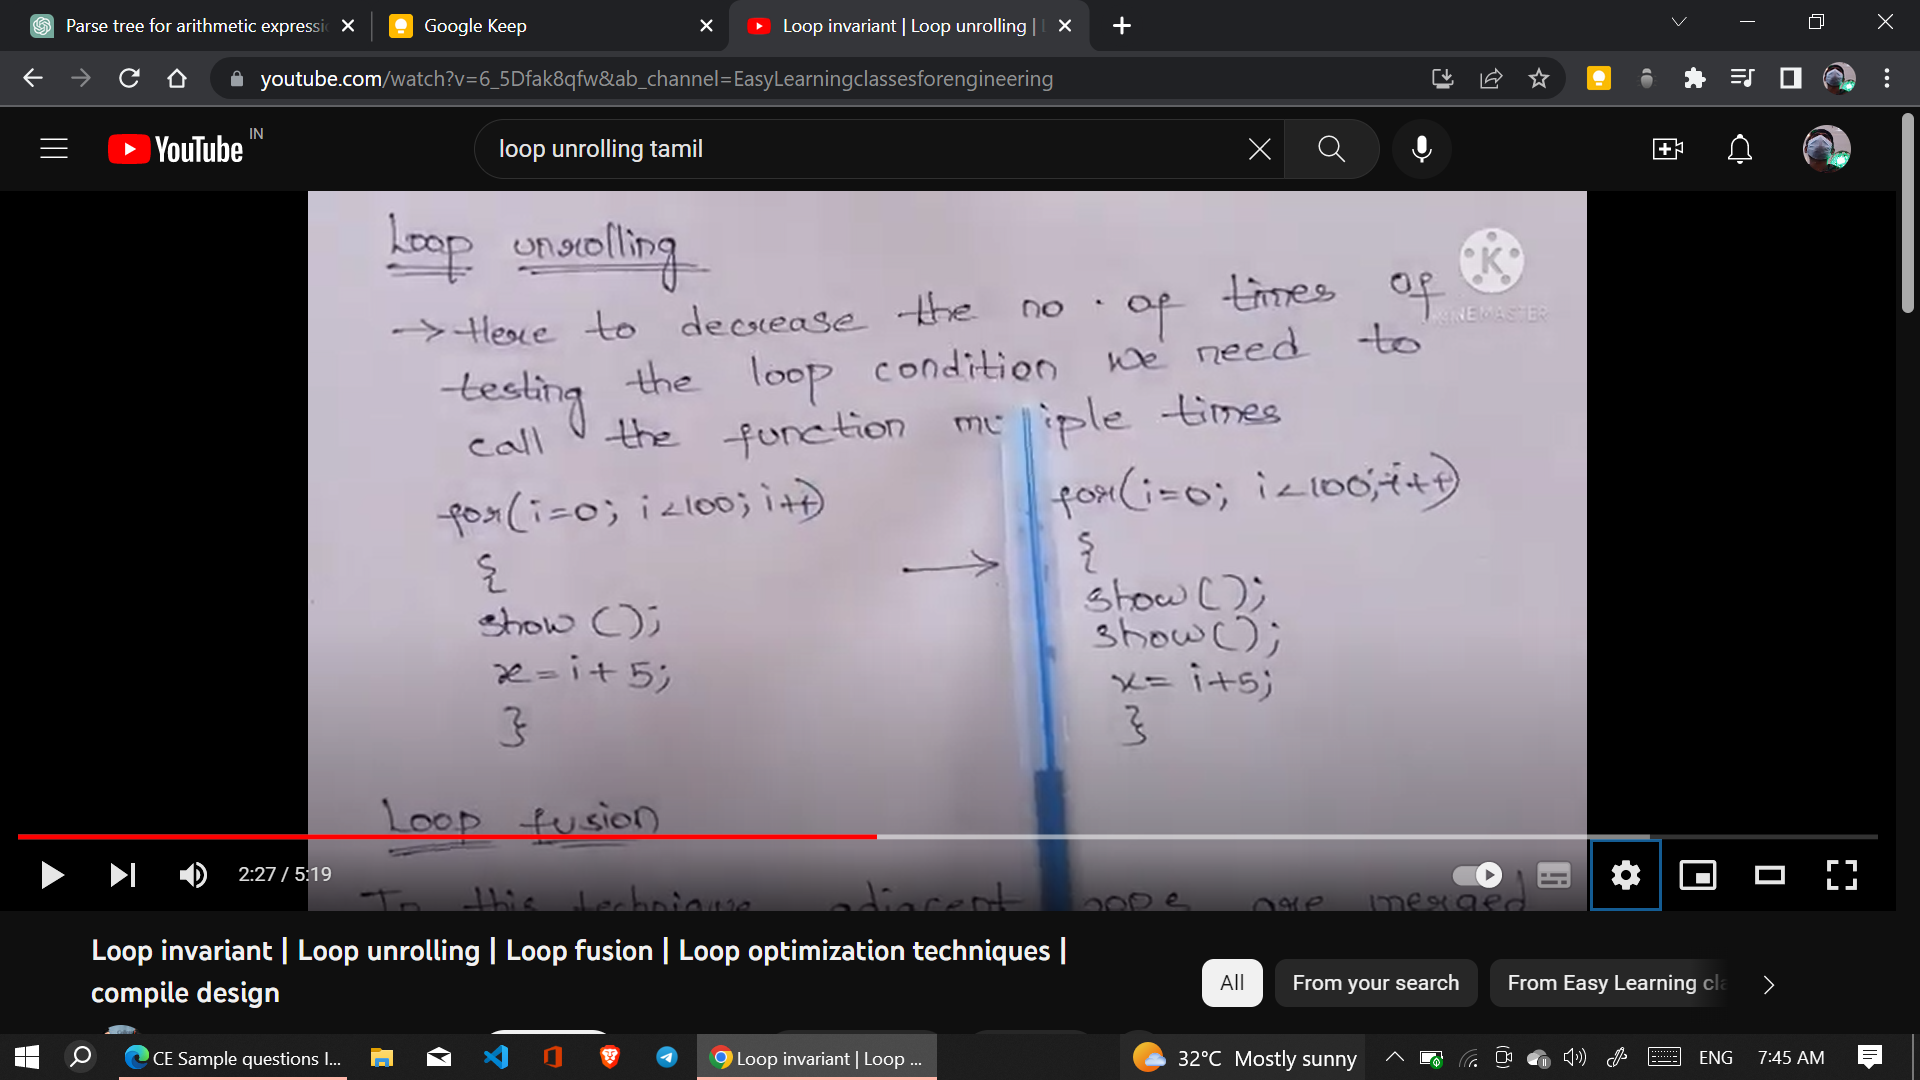 Parse tree for arithmetic expressi
Google Keep
Loop invariant | Loop unrolling |
youtube.com/watch?v=6_5Dfak8qfw&ab_channel=EasyLearningclassesforengineering
YouTube IN
loop unrolling tamil
Loop unrolling
K
KINEMASTER
→ Here to decrease the no. of times of
testing the loop condition we need to
call the function multiple times
for(i=0; i<100; i++)
{
show();
x=i+5;
}
→
for(i=0; i<100; i++)
{
show();
show();
x= i+5;
}
Loop fusion
In this technique adjacent loops are merged
2:27 / 5:19
Loop invariant | Loop unrolling | Loop fusion | Loop optimization techniques |
compile design
All
From your search
From Easy Learning cla
CE Sample questions I...
Loop invariant | Loop ...
32°C Mostly sunny
ENG
7:45 AM